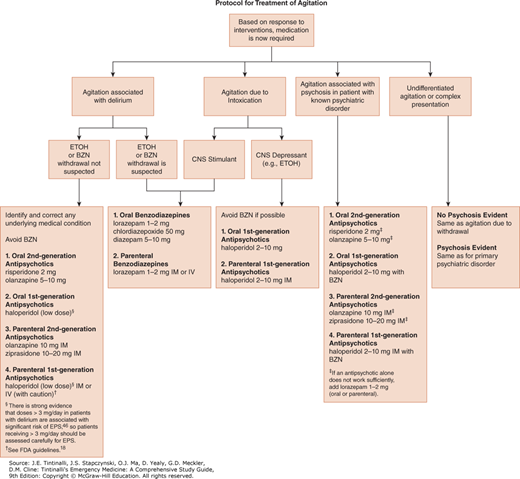 Protocol for Treatment of Agitation
Based on response to
interventions, medication
is now required
Agitation associated
with delirium
Agitation due to
Intoxication
Agitation associated with
psychosis in patient with
known psychiatric
disorder
Undifferentiated
agitation or complex
presentation
ETOH
or BZN
withdrawal not
suspected
ETOH
or BZN
withdrawal is
suspected
CNS Stimulant
CNS Depressant
(e.g., ETOH)
Identify and correct any
underlying medical condition
Avoid BZN
1. Oral 2nd-generation
Antipsychotics
risperidone 2 mg
olanzapine 5–10 mg
2. Oral 1st-generation
Antipsychotics
haloperidol (low dose)§
3. Parenteral 2nd-generation
Antipsychotics
olanzapine 10 mg IM
ziprasidone 10–20 mg IM
4. Parenteral 1st-generation
Antipsychotics
haloperidol (low dose)§ IM or
IV (with caution)†
§ There is strong evidence
that doses > 3 mg/day in patients
with delirium are associated with
significant risk of EPS,46 so patients
receiving > 3 mg/day should be
assessed carefully for EPS.
†See FDA guidelines.18
1. Oral Benzodiazepines
lorazepam 1–2 mg
chlordiazepoxide 50 mg
diazepam 5–10 mg
2. Parenteral
Benzodiazepines
lorazepam 1–2 mg IM or IV
Avoid BZN if possible
1. Oral 1st-generation
Antipsychotics
haloperidol 2–10 mg
2. Parenteral 1st-generation
Antipsychotics
haloperidol 2–10 mg IM
1. Oral 2nd-generation
Antipsychotics
risperidone 2 mg‡
olanzapine 5–10 mg‡
2. Oral 1st-generation
Antipsychotics
haloperidol 2–10 mg with
BZN
3. Parenteral 2nd-generation
Antipsychotics
olanzapine 10 mg IM‡
ziprasidone 10–20 mg IM‡
4. Parenteral 1st-generation
Antipsychotics
haloperidol 2–10 mg IM with
BZN
‡If an antipsychotic alone
does not work sufficiently,
add lorazepam 1–2 mg
(oral or parenteral).
No Psychosis Evident
Same as agitation due to
withdrawal
Psychosis Evident
Same as for primary
psychiatric disorder
Source: J.E. Tintinalli, J.S. Stapczynski, O.J. Ma, D. Yealy, G.D. Meckler,
D.M. Cline: Tintinalli's Emergency Medicine: A Comprehensive Study Guide,
9th Edition: Copyright © McGraw-Hill Education. All rights reserved.